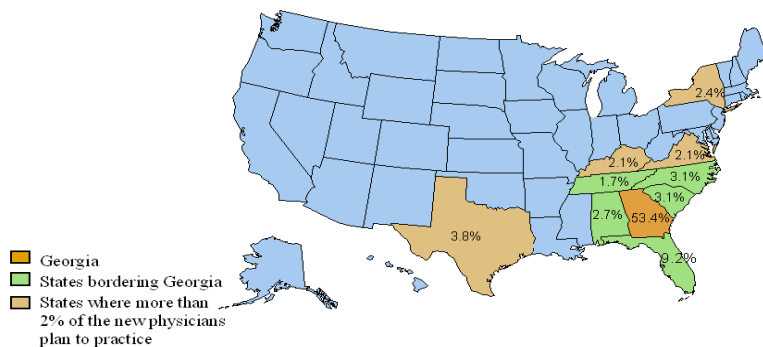 2.4%
2.1%
2.1%
1.7%
3.1%
3.1%
2.7%
53.4%
3.8%
9.2%
Georgia
States bordering Georgia
States where more than
2% of the new physicians
plan to practice